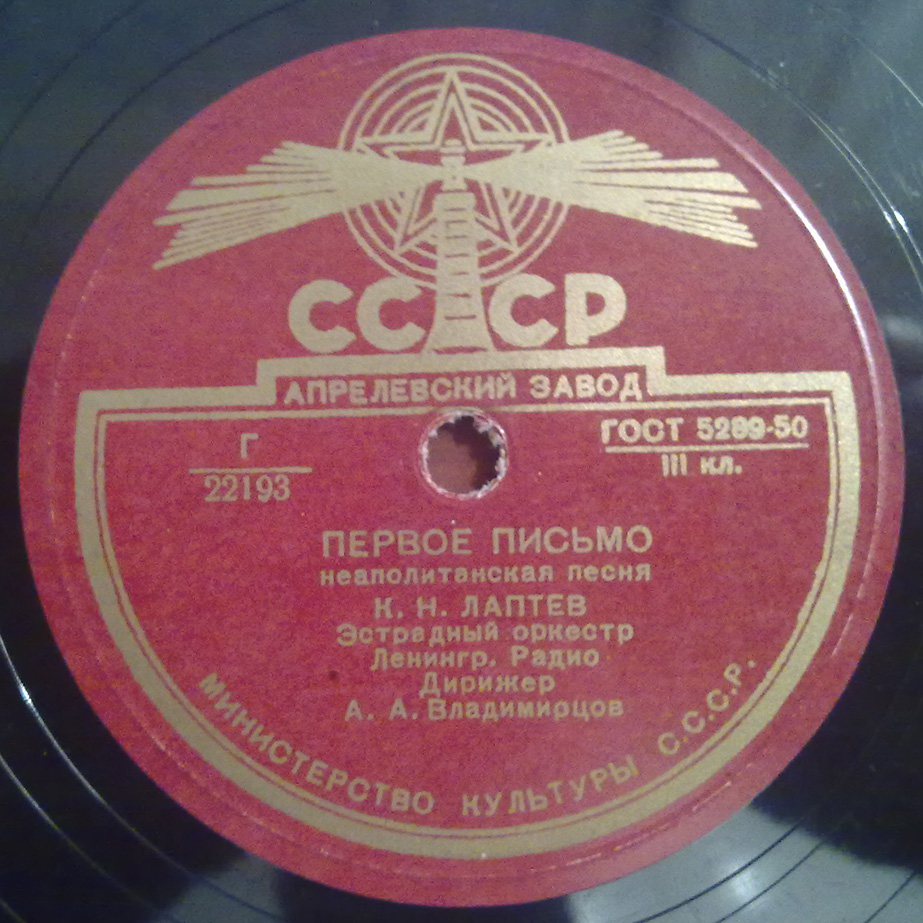 СССР
АПРЕЛЕВСКИЙ ЗАВОД
Г
22193
ГОСТ 5289-50
III кл.
ПЕРВОЕ ПИСЬМО
неаполитанская песня
К. Н. ЛАПТЕВ
Эстрадный оркестр
Ленингр. Радио
Дирижер
А. А. Владимирцов
МИНИСТЕРСТВО КУЛЬТУРЫ С.С.С.Р.